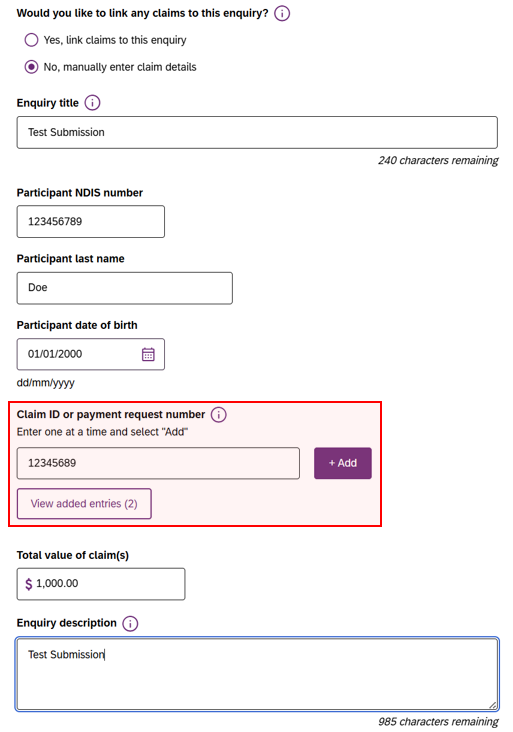 Would you like to link any claims to this enquiry? i
Yes, link claims to this enquiry
No, manually enter claim details
Enquiry title i
Test Submission
240 characters remaining
Participant NDIS number
123456789
Participant last name
Doe
Participant date of birth
01/01/2000
dd/mm/yyyy
Claim ID or payment request number i
Enter one at a time and select "Add"
12345689 + Add
View added entries (2)
Total value of claim(s)
$ 1,000.00
Enquiry description i
Test Submission
985 characters remaining